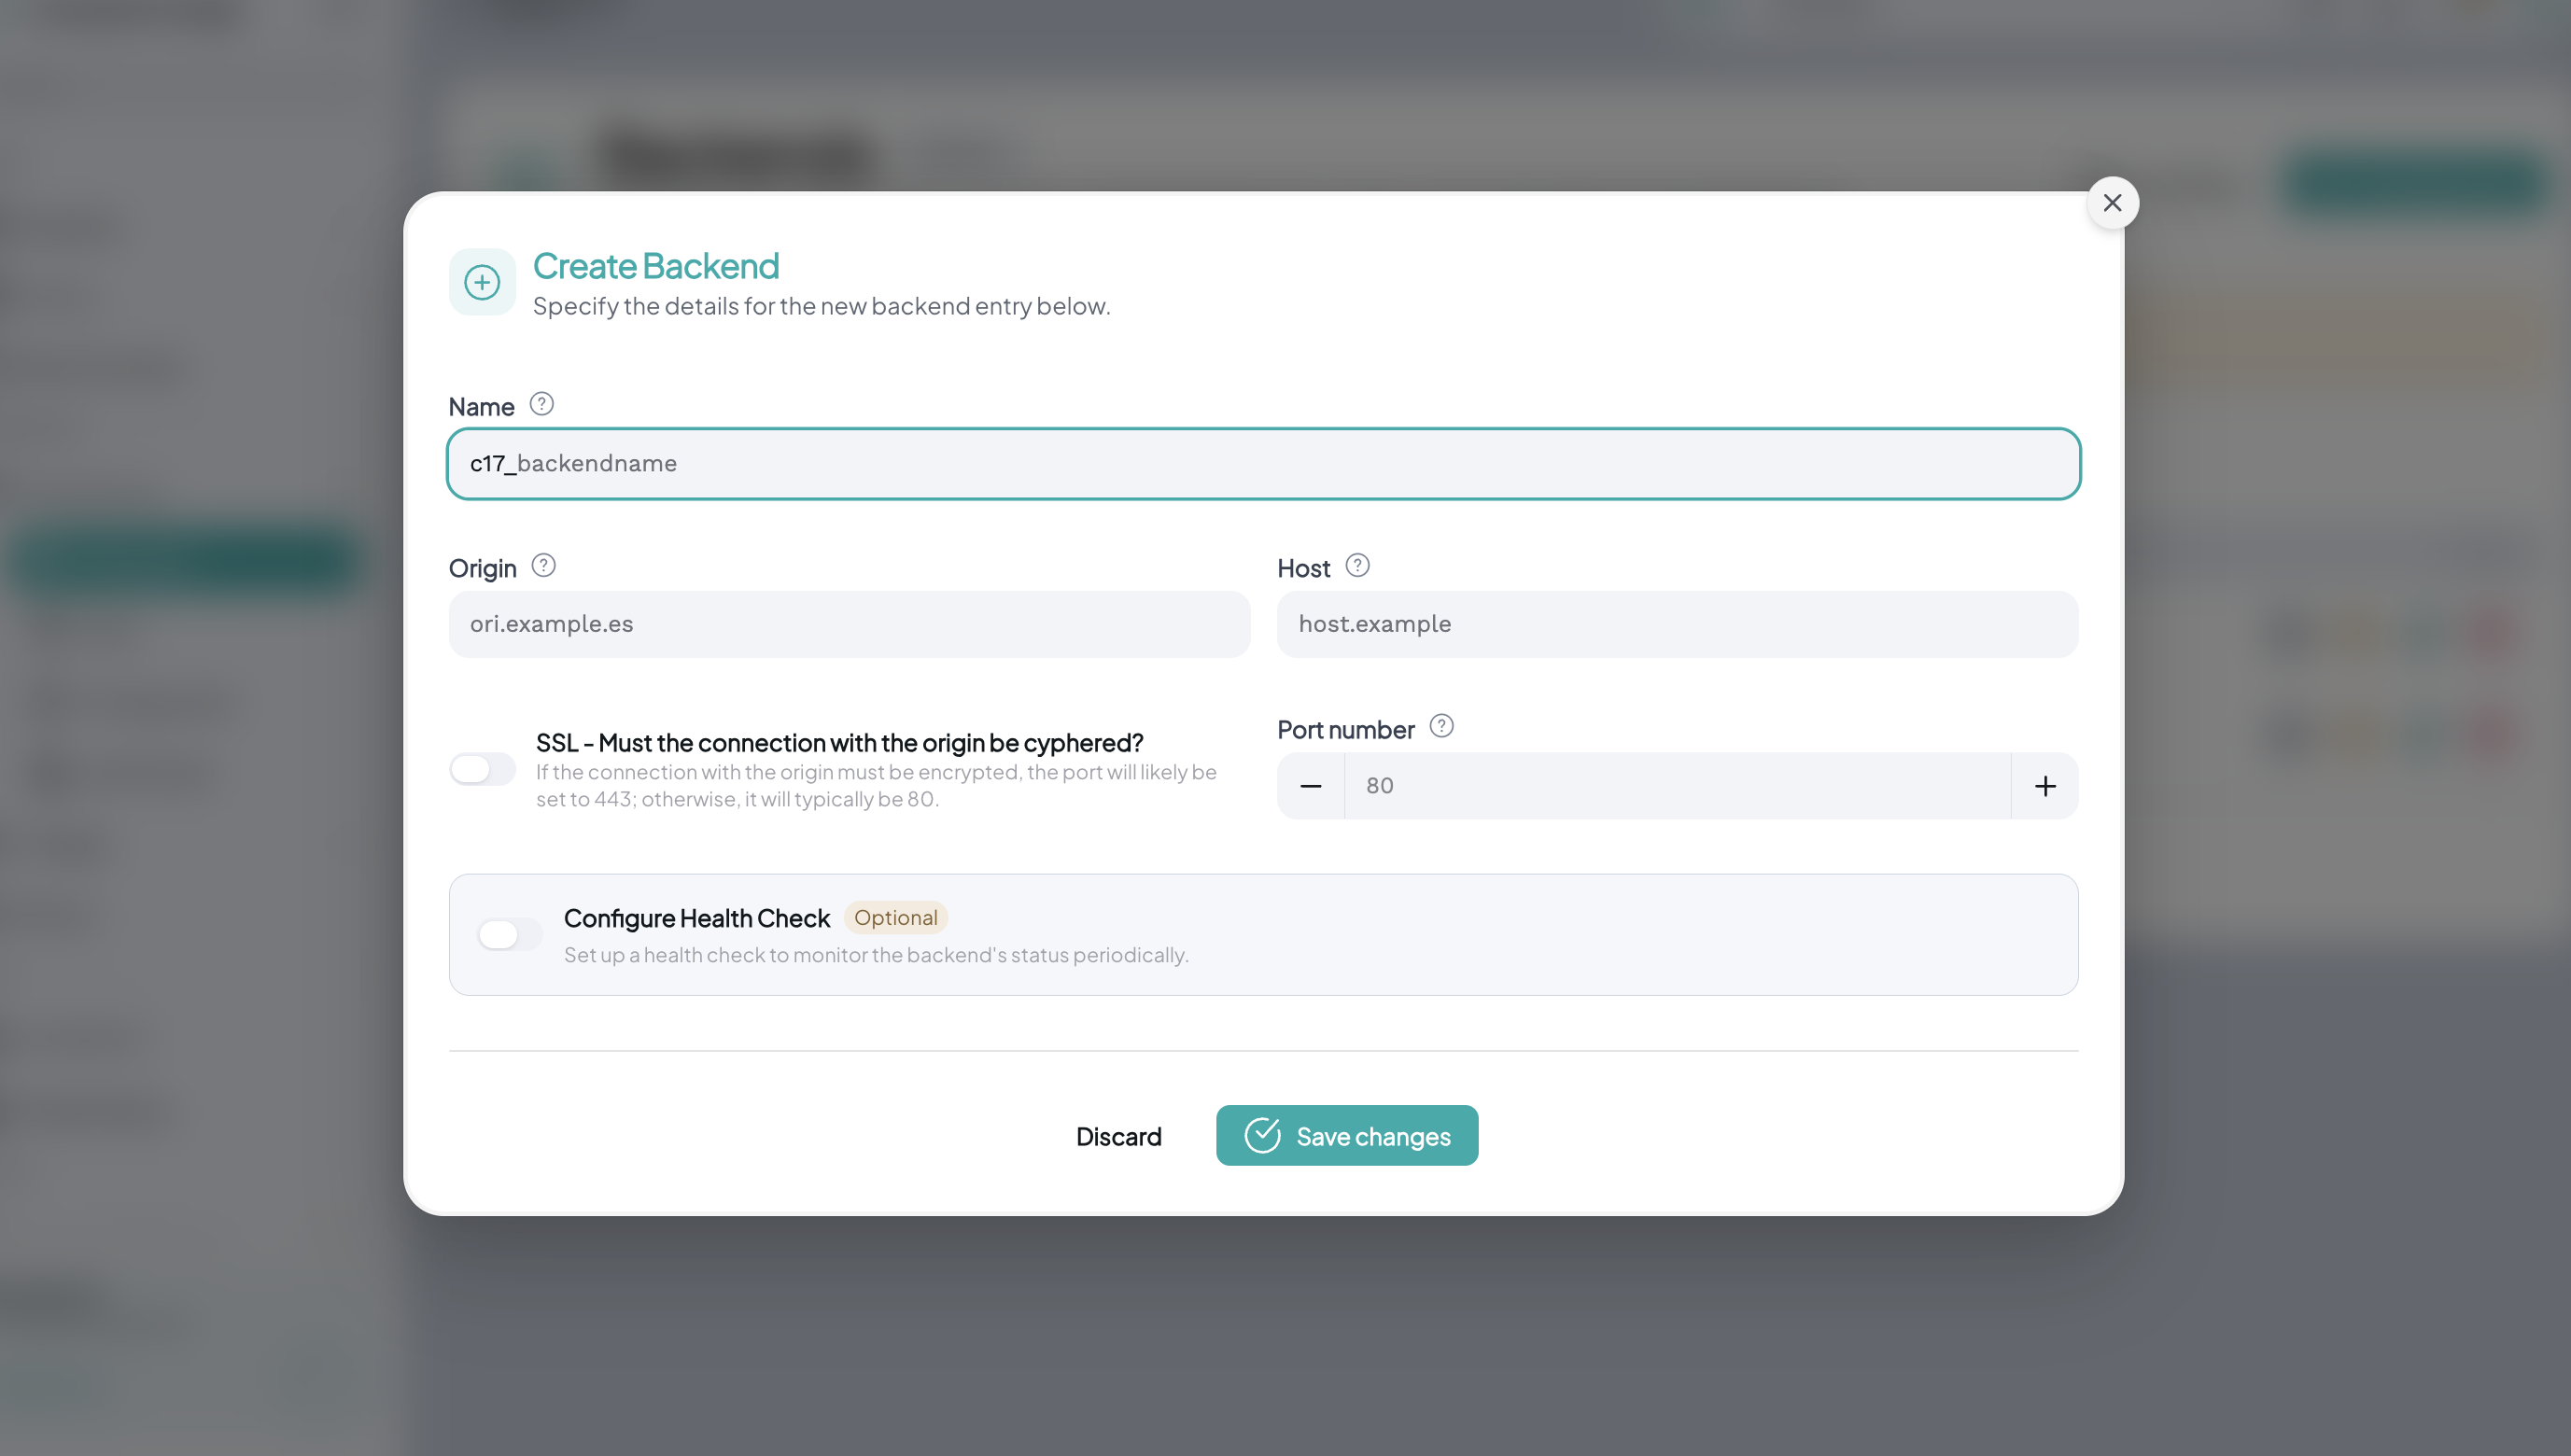 Create Backend
Specify the details for the new backend entry below.
Name
c17_backendname
Origin
Host
ori.example.es
host.example
SSL - Must the connection with the origin be cyphered?
If the connection with the origin must be encrypted, the port will likely be
set to 443; otherwise, it will typically be 80.
Port number
80
Configure Health Check Optional
Set up a health check to monitor the backend's status periodically.
Discard
Save changes